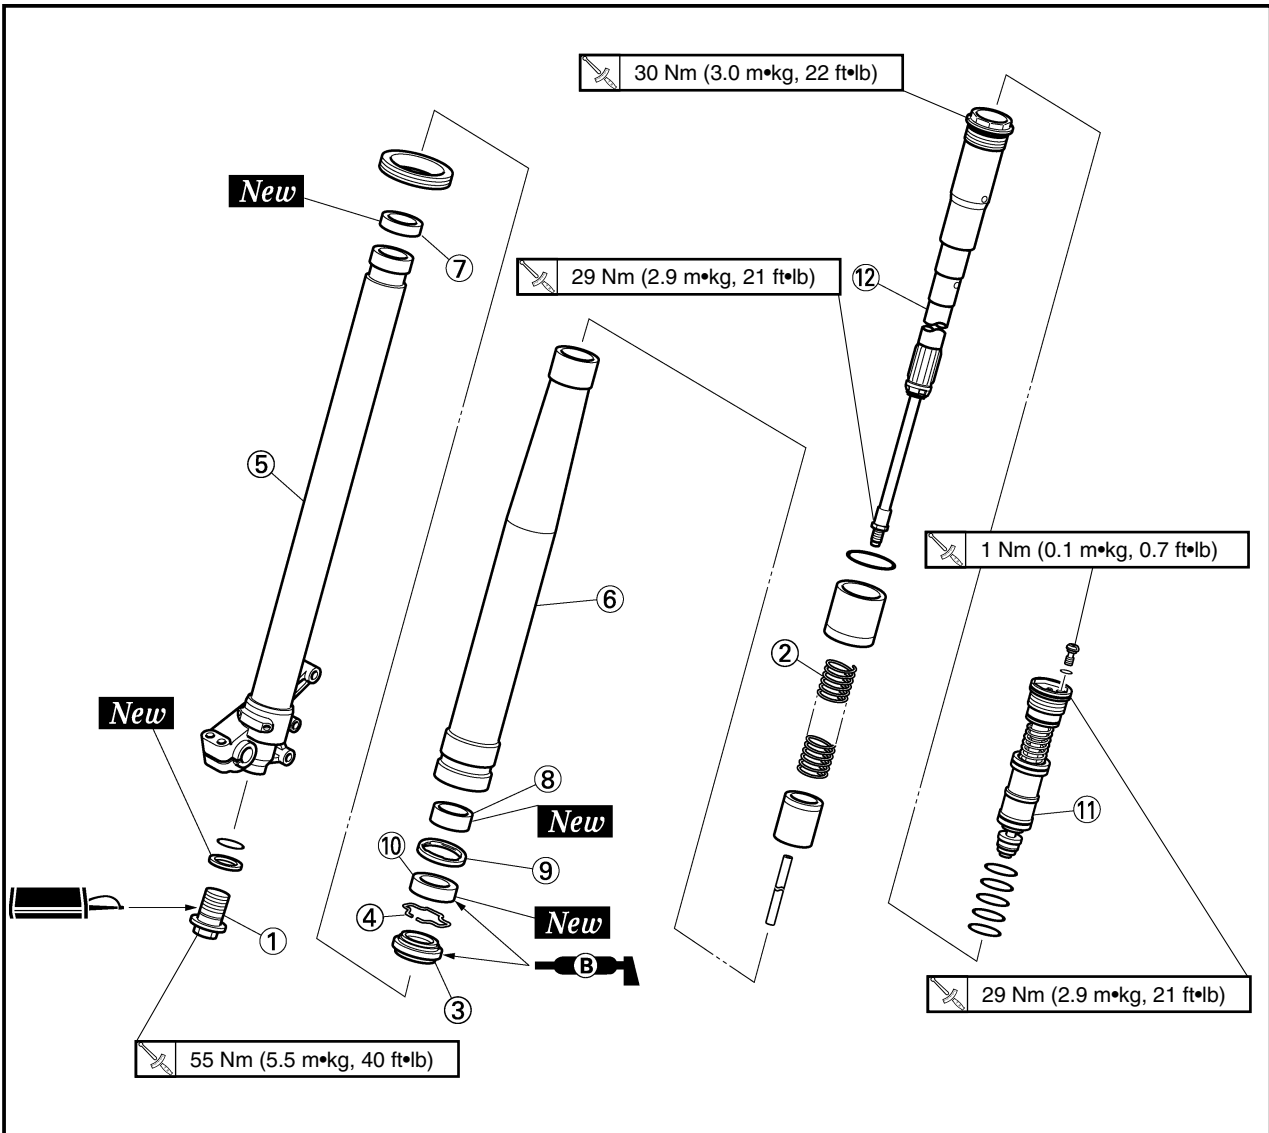 30 Nm (3.0 m•kg, 22 ft•lb)
New
⑦
29 Nm (2.9 m•kg, 21 ft•lb)
⑫
⑤
1 Nm (0.1 m•kg, 0.7 ft•lb)
⑥
②
New
⑧
New
⑪
⑩
⑨
④
New
①
B
③
29 Nm (2.9 m•kg, 21 ft•lb)
55 Nm (5.5 m•kg, 40 ft•lb)